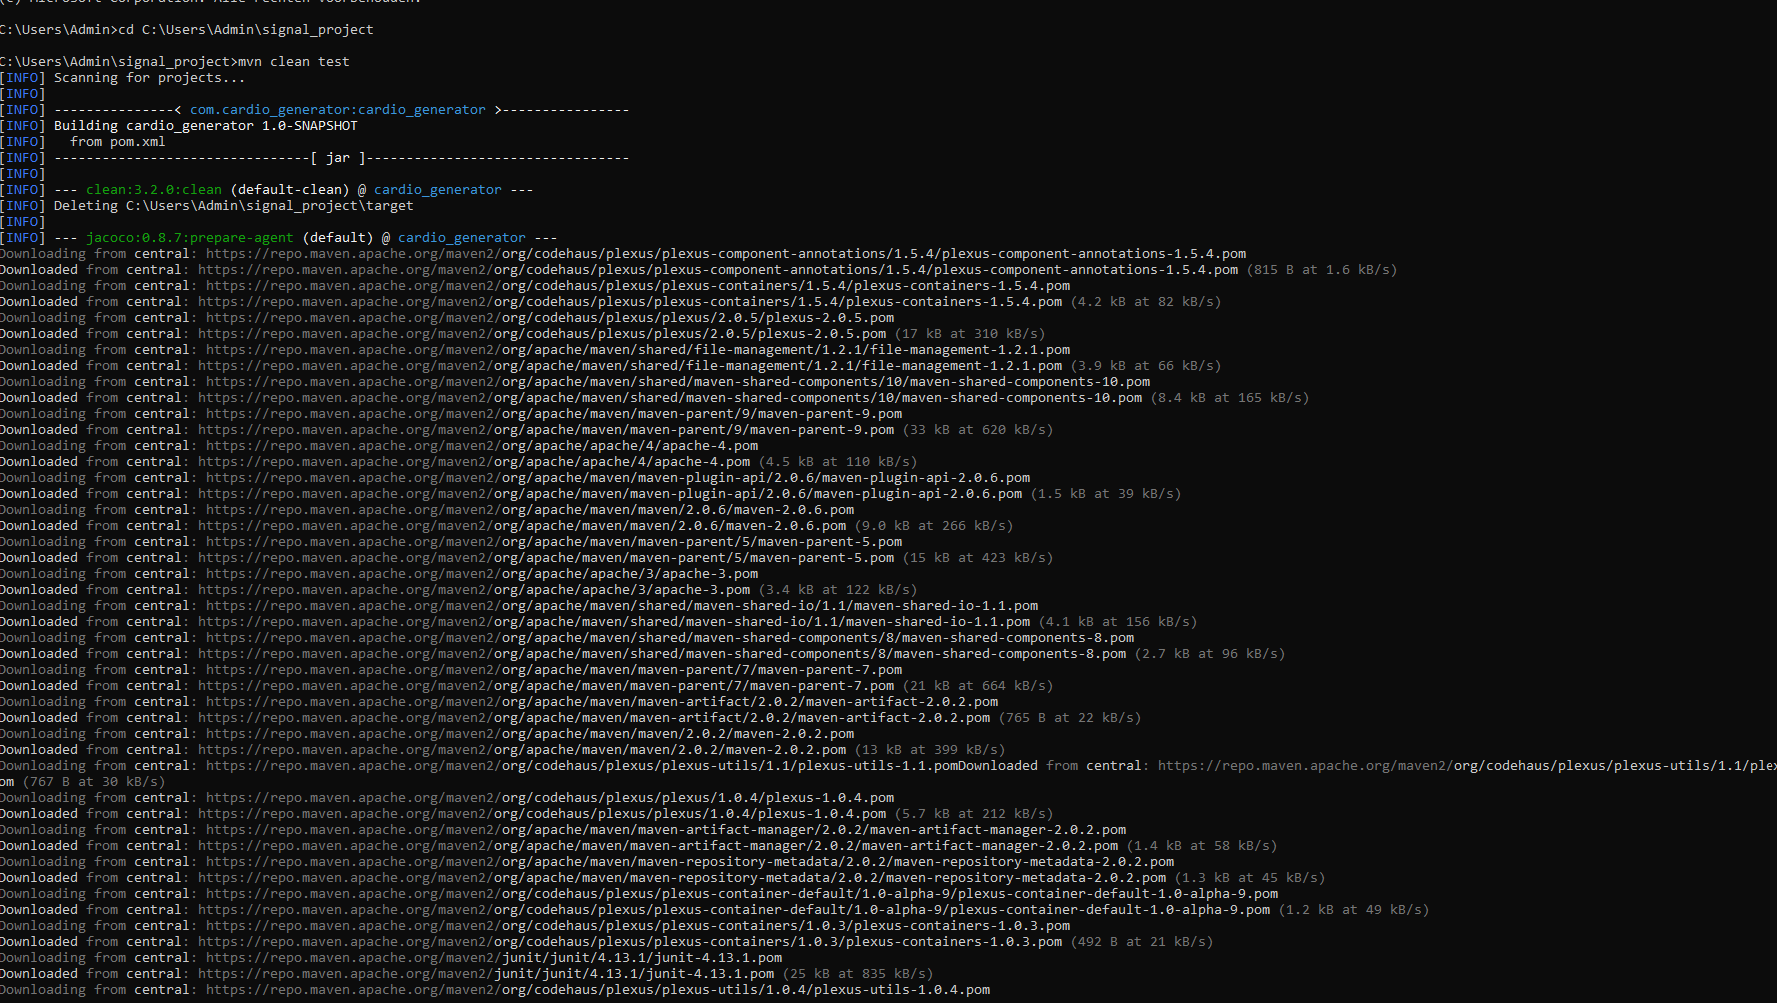 (c) Microsoft Corporation. Alle rechten voorbehouden.
C:\Users\Admin>cd C:\Users\Admin\signal_project
C:\Users\Admin\signal_project>mvn clean test
[INFO] Scanning for projects...
[INFO]
[INFO] ---------------< com.cardio_generator:cardio_generator >----------------
[INFO] Building cardio_generator 1.0-SNAPSHOT
[INFO]   from pom.xml
[INFO] --------------------------------[ jar ]---------------------------------
[INFO]
[INFO] --- clean:3.2.0:clean (default-clean) @ cardio_generator ---
[INFO] Deleting C:\Users\Admin\signal_project\target
[INFO]
[INFO] --- jacoco:0.8.7:prepare-agent (default) @ cardio_generator ---
Downloading from central: https://repo.maven.apache.org/maven2/org/codehaus/plexus/plexus-component-annotations/1.5.4/plexus-component-annotations-1.5.4.pom
Downloaded from central: https://repo.maven.apache.org/maven2/org/codehaus/plexus/plexus-component-annotations/1.5.4/plexus-component-annotations-1.5.4.pom (815 B at 1.6 kB/s)
Downloading from central: https://repo.maven.apache.org/maven2/org/codehaus/plexus/plexus-containers/1.5.4/plexus-containers-1.5.4.pom
Downloaded from central: https://repo.maven.apache.org/maven2/org/codehaus/plexus/plexus-containers/1.5.4/plexus-containers-1.5.4.pom (4.2 kB at 82 kB/s)
Downloading from central: https://repo.maven.apache.org/maven2/org/codehaus/plexus/plexus/2.0.5/plexus-2.0.5.pom
Downloaded from central: https://repo.maven.apache.org/maven2/org/codehaus/plexus/plexus/2.0.5/plexus-2.0.5.pom (17 kB at 310 kB/s)
Downloading from central: https://repo.maven.apache.org/maven2/org/apache/maven/shared/file-management/1.2.1/file-management-1.2.1.pom
Downloaded from central: https://repo.maven.apache.org/maven2/org/apache/maven/shared/file-management/1.2.1/file-management-1.2.1.pom (3.9 kB at 66 kB/s)
Downloading from central: https://repo.maven.apache.org/maven2/org/apache/maven/shared/maven-shared-components/10/maven-shared-components-10.pom
Downloaded from central: https://repo.maven.apache.org/maven2/org/apache/maven/shared/maven-shared-components/10/maven-shared-components-10.pom (8.4 kB at 165 kB/s)
Downloading from central: https://repo.maven.apache.org/maven2/org/apache/maven/maven-parent/9/maven-parent-9.pom
Downloaded from central: https://repo.maven.apache.org/maven2/org/apache/maven/maven-parent/9/maven-parent-9.pom (33 kB at 620 kB/s)
Downloading from central: https://repo.maven.apache.org/maven2/org/apache/apache/4/apache-4.pom
Downloaded from central: https://repo.maven.apache.org/maven2/org/apache/apache/4/apache-4.pom (4.5 kB at 110 kB/s)
Downloading from central: https://repo.maven.apache.org/maven2/org/apache/maven/maven-plugin-api/2.0.6/maven-plugin-api-2.0.6.pom
Downloaded from central: https://repo.maven.apache.org/maven2/org/apache/maven/maven-plugin-api/2.0.6/maven-plugin-api-2.0.6.pom (1.5 kB at 39 kB/s)
Downloading from central: https://repo.maven.apache.org/maven2/org/apache/maven/maven/2.0.6/maven-2.0.6.pom
Downloaded from central: https://repo.maven.apache.org/maven2/org/apache/maven/maven/2.0.6/maven-2.0.6.pom (9.0 kB at 266 kB/s)
Downloading from central: https://repo.maven.apache.org/maven2/org/apache/maven/maven-parent/5/maven-parent-5.pom
Downloaded from central: https://repo.maven.apache.org/maven2/org/apache/maven/maven-parent/5/maven-parent-5.pom (15 kB at 423 kB/s)
Downloading from central: https://repo.maven.apache.org/maven2/org/apache/apache/3/apache-3.pom
Downloaded from central: https://repo.maven.apache.org/maven2/org/apache/apache/3/apache-3.pom (3.4 kB at 122 kB/s)
Downloading from central: https://repo.maven.apache.org/maven2/org/apache/maven/shared/maven-shared-io/1.1/maven-shared-io-1.1.pom
Downloaded from central: https://repo.maven.apache.org/maven2/org/apache/maven/shared/maven-shared-io/1.1/maven-shared-io-1.1.pom (4.1 kB at 156 kB/s)
Downloading from central: https://repo.maven.apache.org/maven2/org/apache/maven/shared/maven-shared-components/8/maven-shared-components-8.pom
Downloaded from central: https://repo.maven.apache.org/maven2/org/apache/maven/shared/maven-shared-components/8/maven-shared-components-8.pom (2.7 kB at 96 kB/s)
Downloading from central: https://repo.maven.apache.org/maven2/org/apache/maven/maven-parent/7/maven-parent-7.pom
Downloaded from central: https://repo.maven.apache.org/maven2/org/apache/maven/maven-parent/7/maven-parent-7.pom (21 kB at 664 kB/s)
Downloading from central: https://repo.maven.apache.org/maven2/org/apache/maven/maven-artifact/2.0.2/maven-artifact-2.0.2.pom
Downloaded from central: https://repo.maven.apache.org/maven2/org/apache/maven/maven-artifact/2.0.2/maven-artifact-2.0.2.pom (765 B at 22 kB/s)
Downloading from central: https://repo.maven.apache.org/maven2/org/apache/maven/maven/2.0.2/maven-2.0.2.pom
Downloaded from central: https://repo.maven.apache.org/maven2/org/apache/maven/maven/2.0.2/maven-2.0.2.pom (13 kB at 399 kB/s)
Downloading from central: https://repo.maven.apache.org/maven2/org/codehaus/plexus/plexus-utils/1.1/plexus-utils-1.1.pomDownloaded from central: https://repo.maven.apache.org/maven2/org/codehaus/plexus/plexus-utils/1.1/plex
om (767 B at 30 kB/s)
Downloading from central: https://repo.maven.apache.org/maven2/org/codehaus/plexus/plexus/1.0.4/plexus-1.0.4.pom
Downloaded from central: https://repo.maven.apache.org/maven2/org/codehaus/plexus/plexus/1.0.4/plexus-1.0.4.pom (5.7 kB at 212 kB/s)
Downloading from central: https://repo.maven.apache.org/maven2/org/apache/maven/maven-artifact-manager/2.0.2/maven-artifact-manager-2.0.2.pom
Downloaded from central: https://repo.maven.apache.org/maven2/org/apache/maven/maven-artifact-manager/2.0.2/maven-artifact-manager-2.0.2.pom (1.4 kB at 58 kB/s)
Downloading from central: https://repo.maven.apache.org/maven2/org/apache/maven/maven-repository-metadata/2.0.2/maven-repository-metadata-2.0.2.pom
Downloaded from central: https://repo.maven.apache.org/maven2/org/apache/maven/maven-repository-metadata/2.0.2/maven-repository-metadata-2.0.2.pom (1.3 kB at 45 kB/s)
Downloading from central: https://repo.maven.apache.org/maven2/org/codehaus/plexus/plexus-container-default/1.0-alpha-9/plexus-container-default-1.0-alpha-9.pom
Downloaded from central: https://repo.maven.apache.org/maven2/org/codehaus/plexus/plexus-container-default/1.0-alpha-9/plexus-container-default-1.0-alpha-9.pom (1.2 kB at 49 kB/s)
Downloading from central: https://repo.maven.apache.org/maven2/org/codehaus/plexus/plexus-containers/1.0.3/plexus-containers-1.0.3.pom
Downloaded from central: https://repo.maven.apache.org/maven2/org/codehaus/plexus/plexus-containers/1.0.3/plexus-containers-1.0.3.pom (492 B at 21 kB/s)
Downloading from central: https://repo.maven.apache.org/maven2/junit/junit/4.13.1/junit-4.13.1.pom
Downloaded from central: https://repo.maven.apache.org/maven2/junit/junit/4.13.1/junit-4.13.1.pom (25 kB at 835 kB/s)
Downloading from central: https://repo.maven.apache.org/maven2/org/codehaus/plexus/plexus-utils/1.0.4/plexus-utils-1.0.4.pom